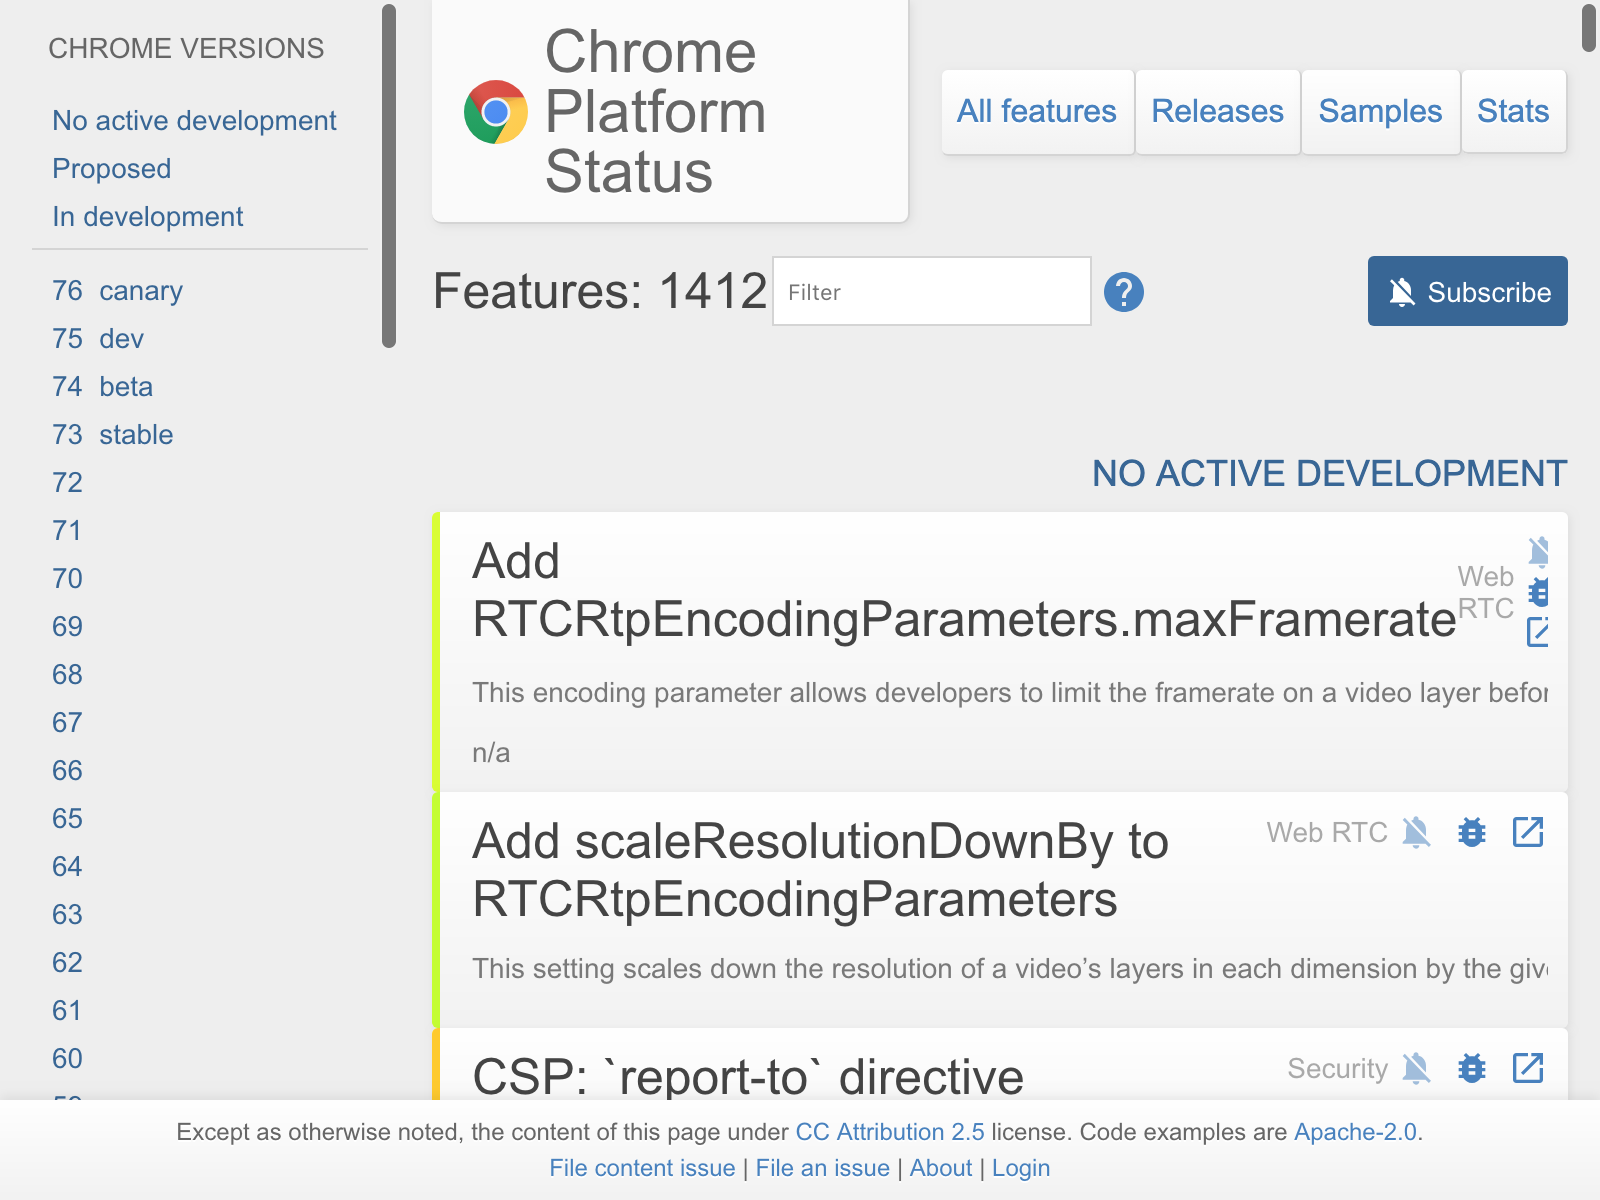 CHROME VERSIONS
No active development
Proposed
In development
76 canary
75 dev
74 beta
73 stable
72
71
70
69
68
67
66
65
64
63
62
61
60
Chrome
Platform
Status
All features
Releases
Samples
Stats
Features: 1412
Filter
?
Subscribe
NO ACTIVE DEVELOPMENT
Add
RTCRtpEncodingParameters.maxFramerate
Web
RTC
This encoding parameter allows developers to limit the framerate on a video layer befor
n/a
Add scaleResolutionDownBy to
RTCRtpEncodingParameters
Web RTC
This setting scales down the resolution of a video’s layers in each dimension by the giv
CSP: `report-to` directive
Security
Except as otherwise noted, the content of this page under CC Attribution 2.5 license. Code examples are Apache-2.0.
File content issue | File an issue | About | Login